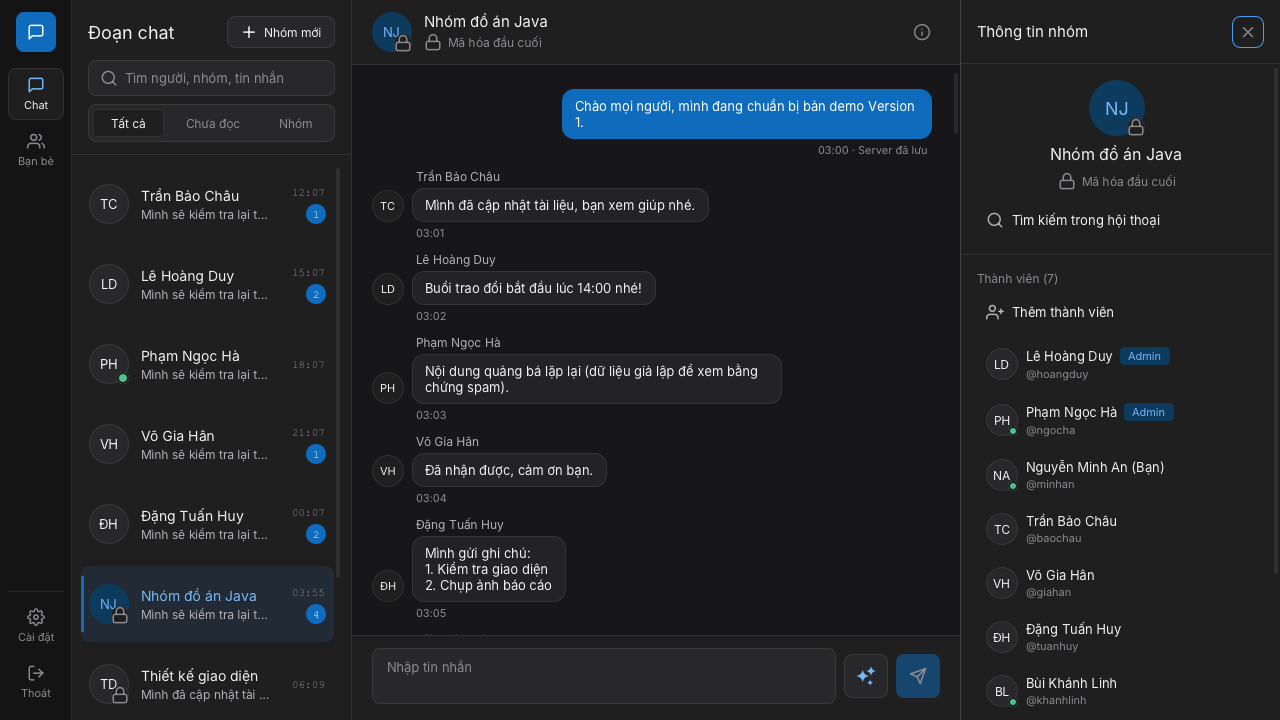 Chat
Bạn bè
Cài đặt
Thoát
Đoạn chat
Nhóm mới
Tìm người, nhóm, tin nhắn
Tất cả
Chưa đọc
Nhóm
TC
Trần Bảo Châu
12:07
Mình sẽ kiểm tra lại t...
1
LD
Lê Hoàng Duy
15:07
Mình sẽ kiểm tra lại t...
2
PH
Phạm Ngọc Hà
18:07
Mình sẽ kiểm tra lại t...
VH
Võ Gia Hân
21:07
Mình sẽ kiểm tra lại t...
1
ĐH
Đặng Tuấn Huy
00:07
Mình sẽ kiểm tra lại t...
2
NJ
Nhóm đồ án Java
03:55
Mình sẽ kiểm tra lại t...
4
TD
Thiết kế giao diện
06:09
Mình đã cập nhật tài ...
NJ
Nhóm đồ án Java
Mã hóa đầu cuối
Chào mọi người, mình đang chuẩn bị bản demo Version
1.
03:00 · Server đã lưu
Trần Bảo Châu
TC
Mình đã cập nhật tài liệu, bạn xem giúp nhé.
03:01
Lê Hoàng Duy
LD
Buổi trao đổi bắt đầu lúc 14:00 nhé!
03:02
Phạm Ngọc Hà
PH
Nội dung quảng bá lặp lại (dữ liệu giả lập để xem bằng
chứng spam).
03:03
Võ Gia Hân
VH
Đã nhận được, cảm ơn bạn.
03:04
Đặng Tuấn Huy
ĐH
Mình gửi ghi chú:
1. Kiểm tra giao diện
2. Chụp ảnh báo cáo
03:05
Nhập tin nhắn
Thông tin nhóm
NJ
Nhóm đồ án Java
Mã hóa đầu cuối
Tìm kiếm trong hội thoại
Thành viên (7)
Thêm thành viên
LD
Lê Hoàng Duy
Admin
@hoangduy
PH
Phạm Ngọc Hà
Admin
@ngocha
NA
Nguyễn Minh An (Bạn)
@minhan
TC
Trần Bảo Châu
@baochau
VH
Võ Gia Hân
@giahan
ĐH
Đặng Tuấn Huy
@tuanhuy
BL
Bùi Khánh Linh
@khanhlinh